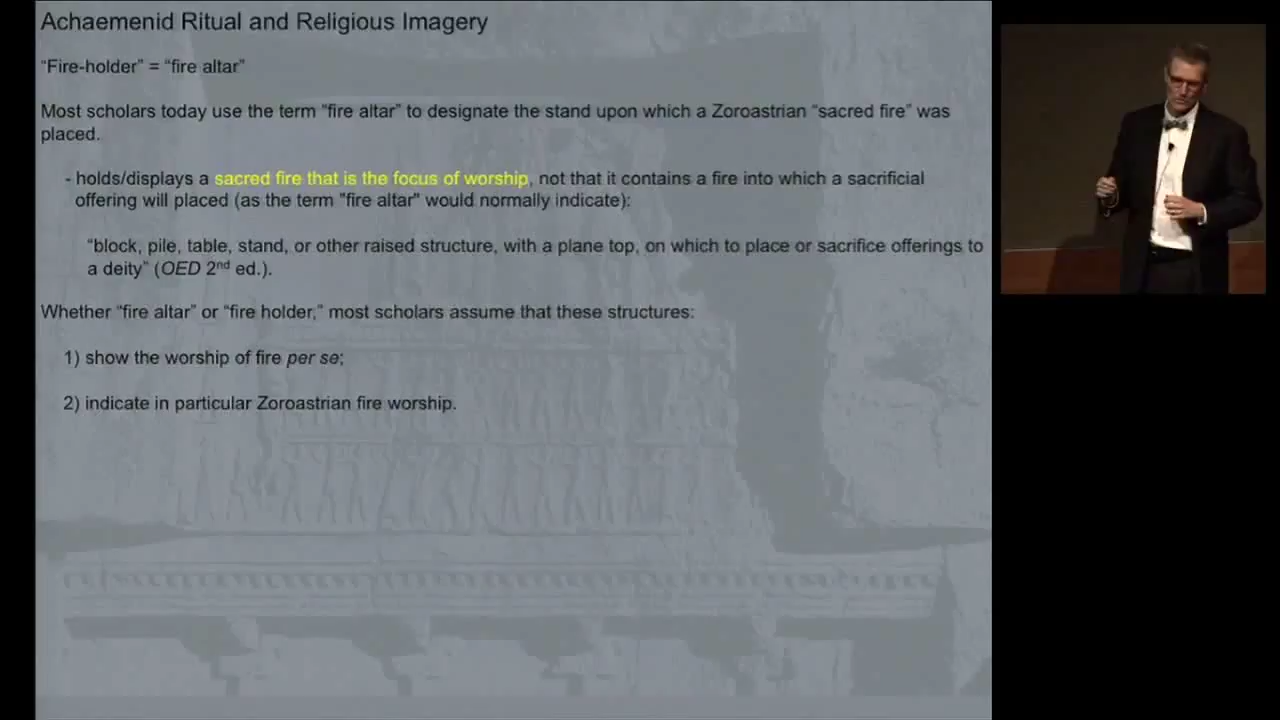 Achaemenid Ritual and Religious Imagery
“Fire-holder” = “fire altar”
Most scholars today use the term “fire altar” to designate the stand upon which a Zoroastrian “sacred fire” was
placed.
- holds/displays a sacred fire that is the focus of worship, not that it contains a fire into which a sacrificial
offering will placed (as the term "fire altar" would normally indicate):
“block, pile, table, stand, or other raised structure, with a plane top, on which to place or sacrifice offerings to
a deity” (OED 2nd ed.).
Whether “fire altar” or “fire holder,” most scholars assume that these structures:
1) show the worship of fire per se;
2) indicate in particular Zoroastrian fire worship.